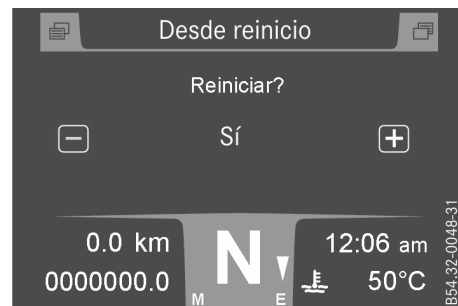 Desde reinicio
Reiniciar?
Sí
0.0 km
0000000.0
N
M E
12:06 am
50°C
B54.32-0048-31